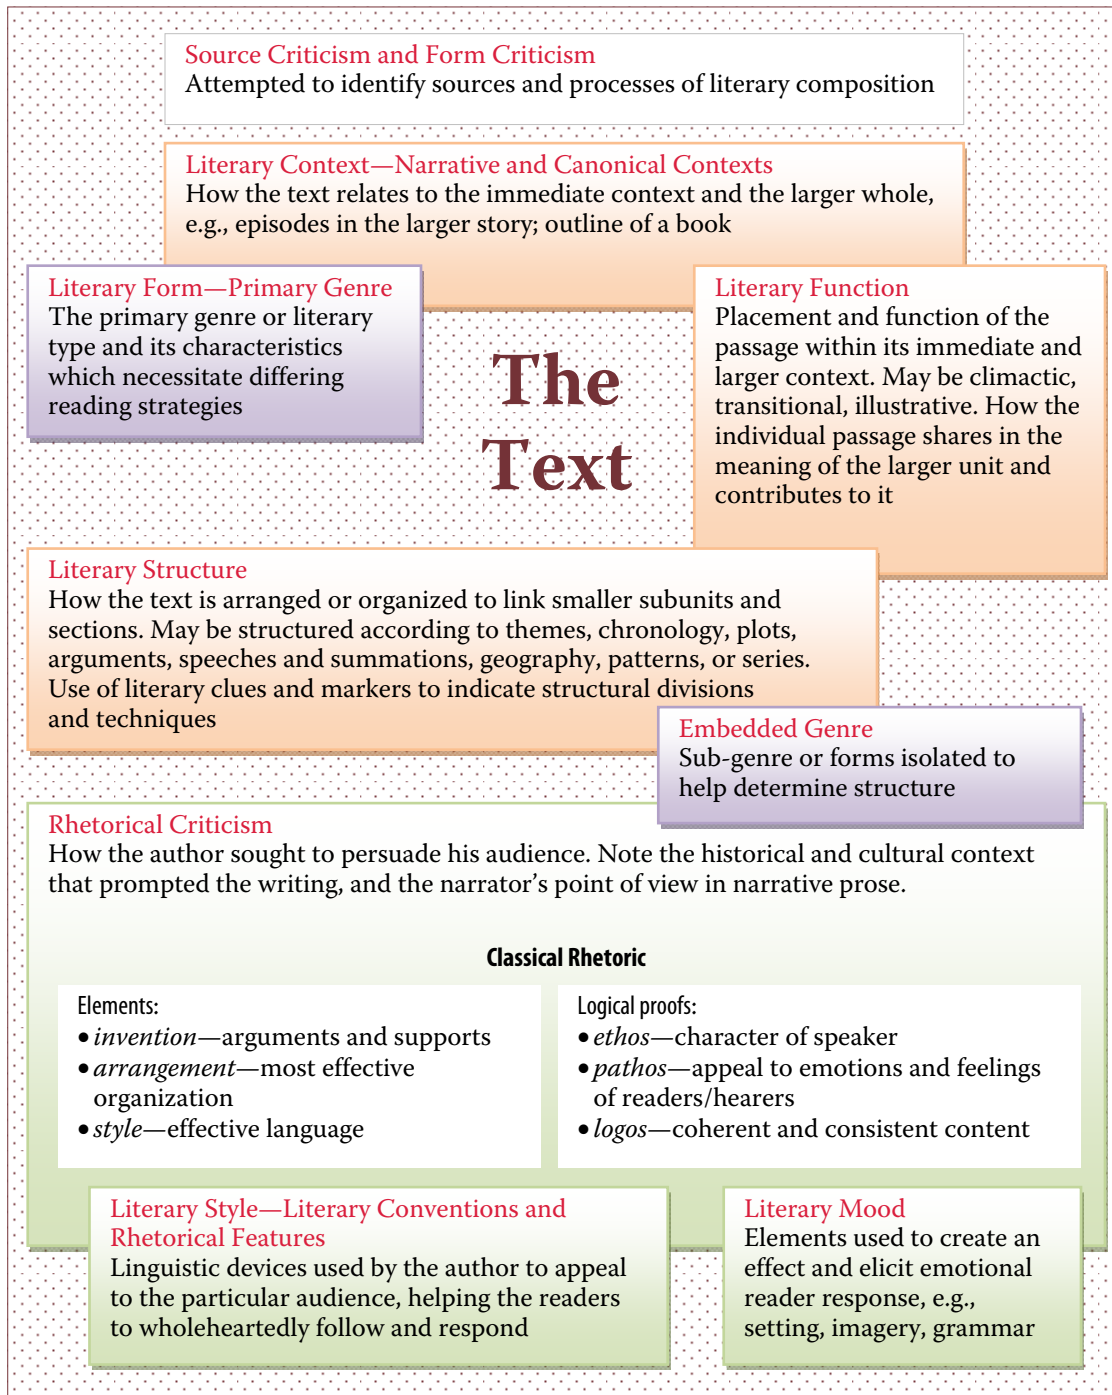 Source Criticism and Form Criticism
Attempted to identify sources and processes of literary composition
Literary Context—Narrative and Canonical Contexts
How the text relates to the immediate context and the larger whole,
e.g., episodes in the larger story; outline of a book
Literary Form—Primary Genre
The primary genre or literary
type and its characteristics
which necessitate differing
reading strategies
The
Text
Literary Function
Placement and function of the
passage within its immediate and
larger context. May be climactic,
transitional, illustrative. How the
individual passage shares in the
meaning of the larger unit and
contributes to it
Literary Structure
How the text is arranged or organized to link smaller subunits and
sections. May be structured according to themes, chronology, plots,
arguments, speeches and summations, geography, patterns, or series.
Use of literary clues and markers to indicate structural divisions
and techniques
Embedded Genre
Sub-genre or forms isolated to
help determine structure
Rhetorical Criticism
How the author sought to persuade his audience. Note the historical and cultural context
that prompted the writing, and the narrator’s point of view in narrative prose.
Classical Rhetoric
Elements:
• invention—arguments and supports
• arrangement—most effective
organization
• style—effective language
Logical proofs:
• ethos—character of speaker
• pathos—appeal to emotions and feelings
of readers/hearers
• logos—coherent and consistent content
Literary Style—Literary Conventions and
Rhetorical Features
Linguistic devices used by the author to appeal
to the particular audience, helping the readers
to wholeheartedly follow and respond
Literary Mood
Elements used to create an
effect and elicit emotional
reader response, e.g.,
setting, imagery, grammar